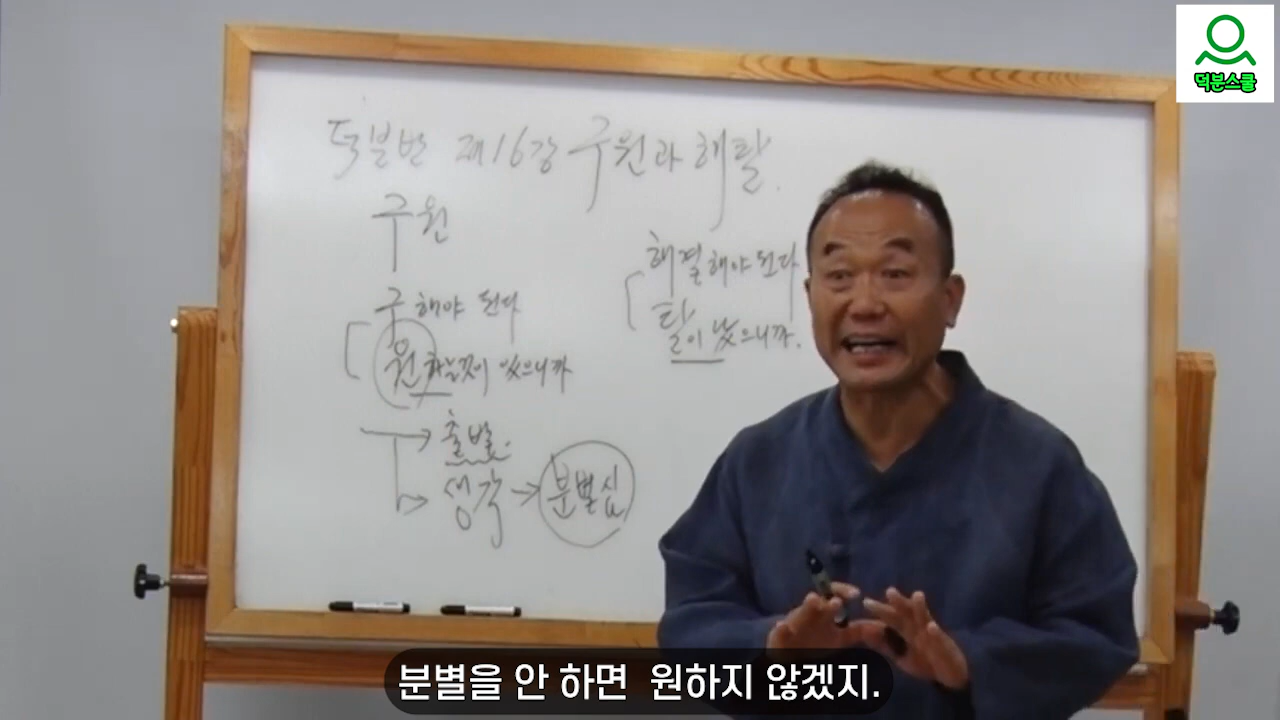 덕분스쿨
덕분반 제16강 구원과 해탈.
구원
구해야 된다
원하는것이 있으니까
해결해야 된다
탈이 났으니까.
출발.
생각 → 분별심
분별을 안 하면 원하지 않겠지.